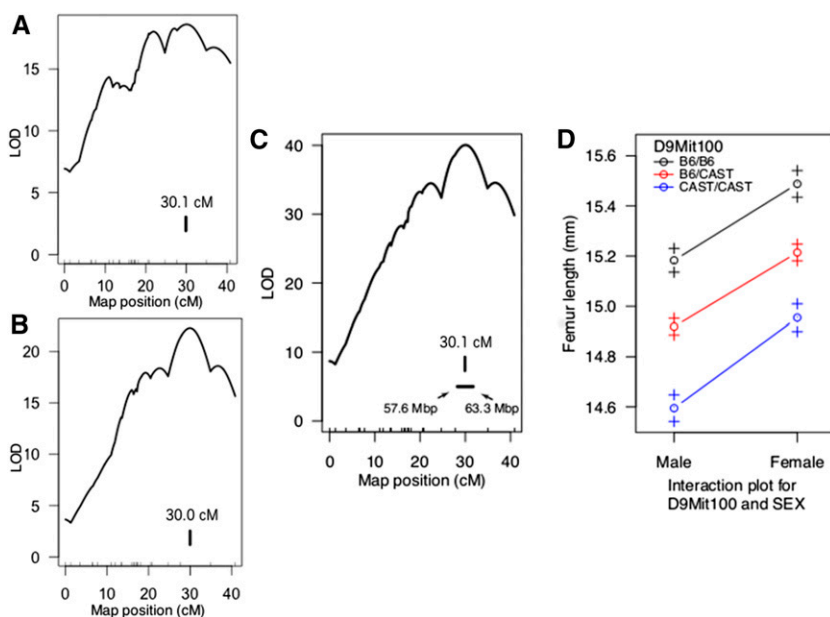 A
LOD
15
10
5
0
30.1 cM
0 10 20 30 40
Map position (cM)
B
LOD
20
15
10
5
0
30.0 cM
0 10 20 30 40
Map position (cM)
C
LOD
40
30
20
10
0
30.1 cM
57.6 Mbp 63.3 Mbp
0 10 20 30 40
Map position (cM)
D
D9Mit100
B6/B6
B6/CAST
CAST/CAST
Femur length (mm)
15.6
15.4
15.2
15.0
14.8
14.6
Male Female
Interaction plot for
D9Mit100 and SEX